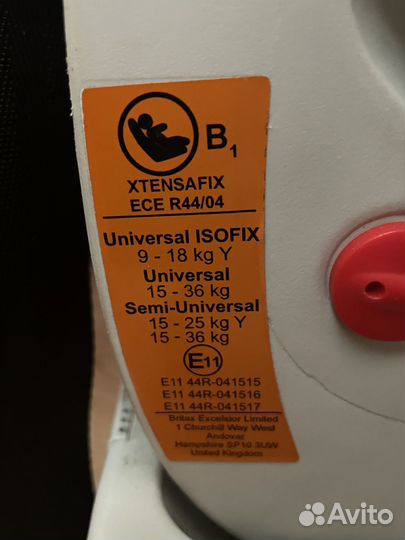 B1
XTENSAFIX
ECE R44/04
Universal ISOFIX
9 - 18 kg Y
Universal
15 - 36 kg
Semi-Universal
15 - 25 kg Y
15 - 36 kg
E11
E11 44R-041515
E11 44R-041516
E11 44R-041517
Britax Excelsior Limited
1 Churchill Way West
Andover
Hampshire SP10 3UW
United Kingdom
Avito